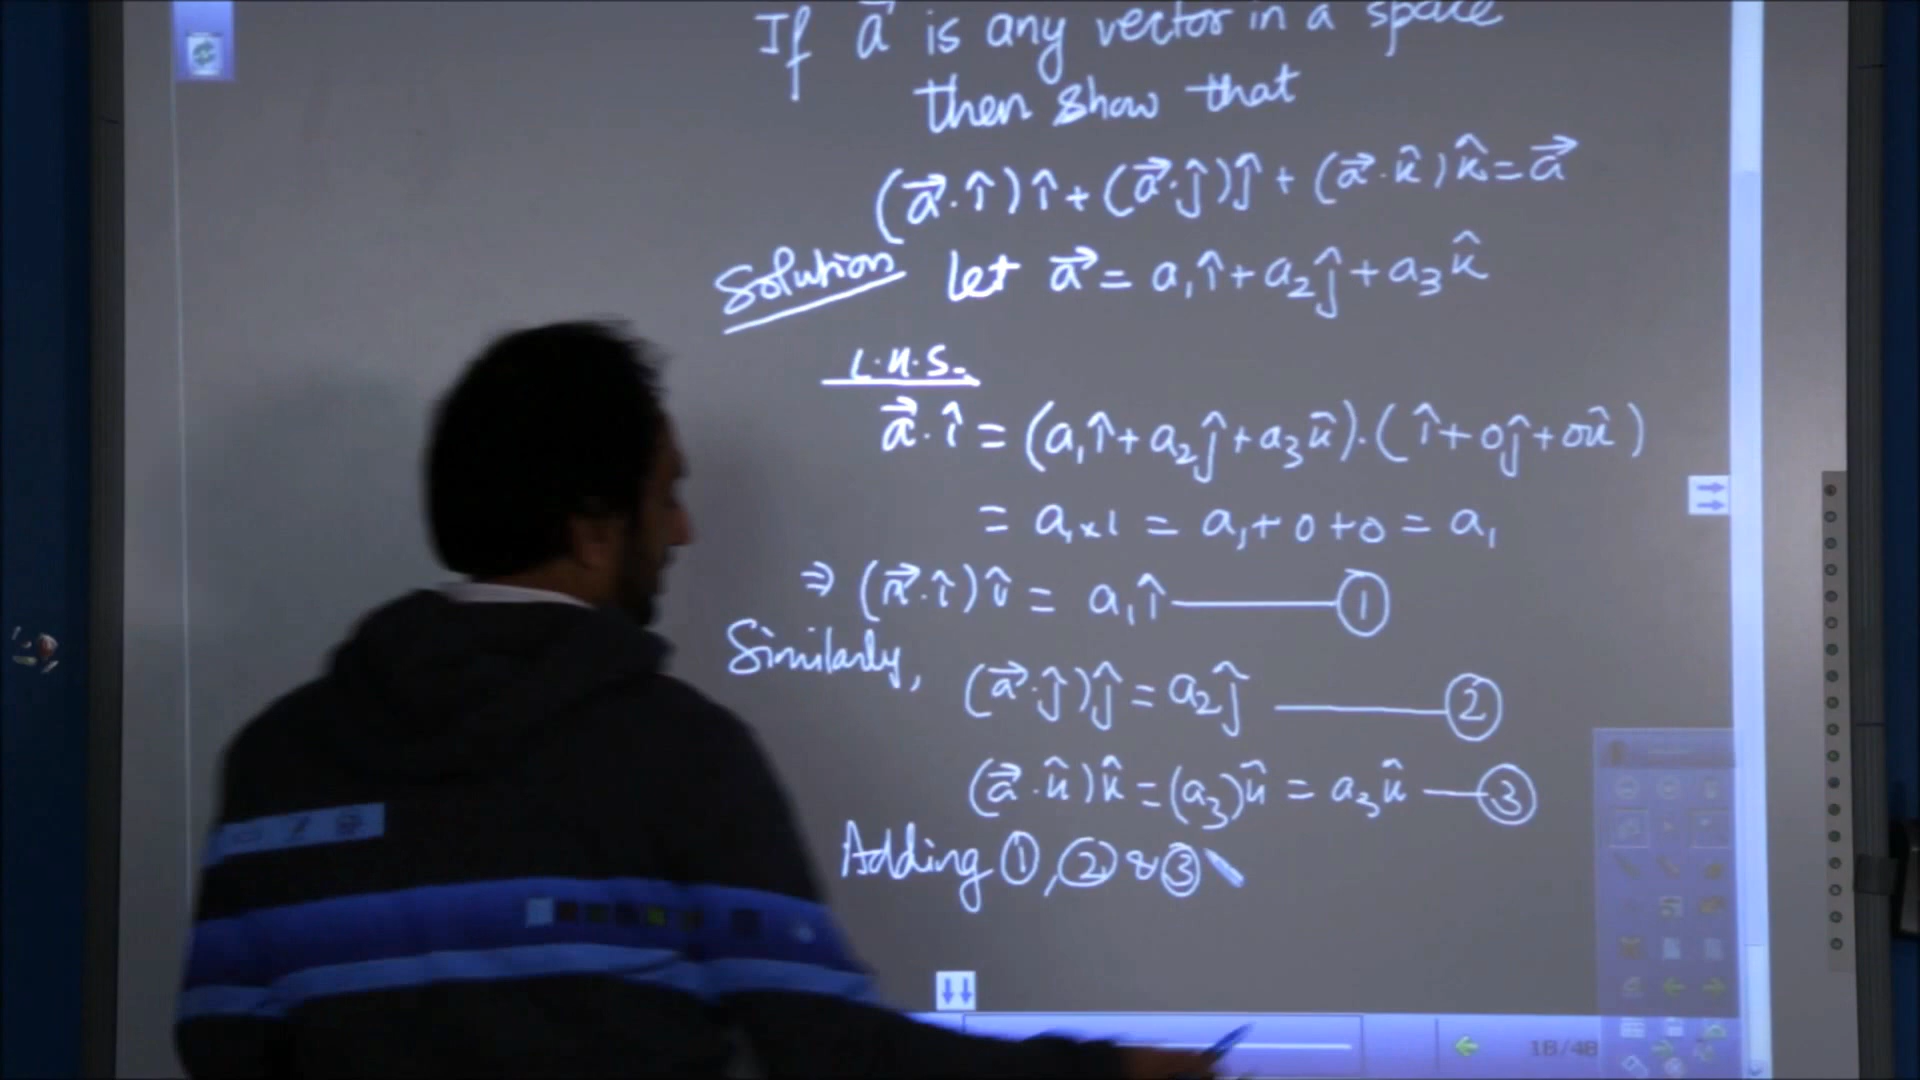 If a⃗ is any vector in a space
then show that
(a⃗·î)î+(a⃗·ĵ)ĵ+(a⃗·k̂)k̂=a⃗
Solution let a⃗= a₁î+a₂ĵ+a₃k̂
L.H.S.
a⃗·î=(a₁î+a₂ĵ+a₃k̂)·(î+0ĵ+0k̂)
= a₁×1 = a₁+0+0=a₁
⇒ (a⃗·î)î= a₁î——①
Similarly, (a⃗·ĵ)ĵ=a₂ĵ——②
(a⃗·k̂)k̂=(a₃)k̂= a₃k̂—③
Adding ①,②&③
18/48